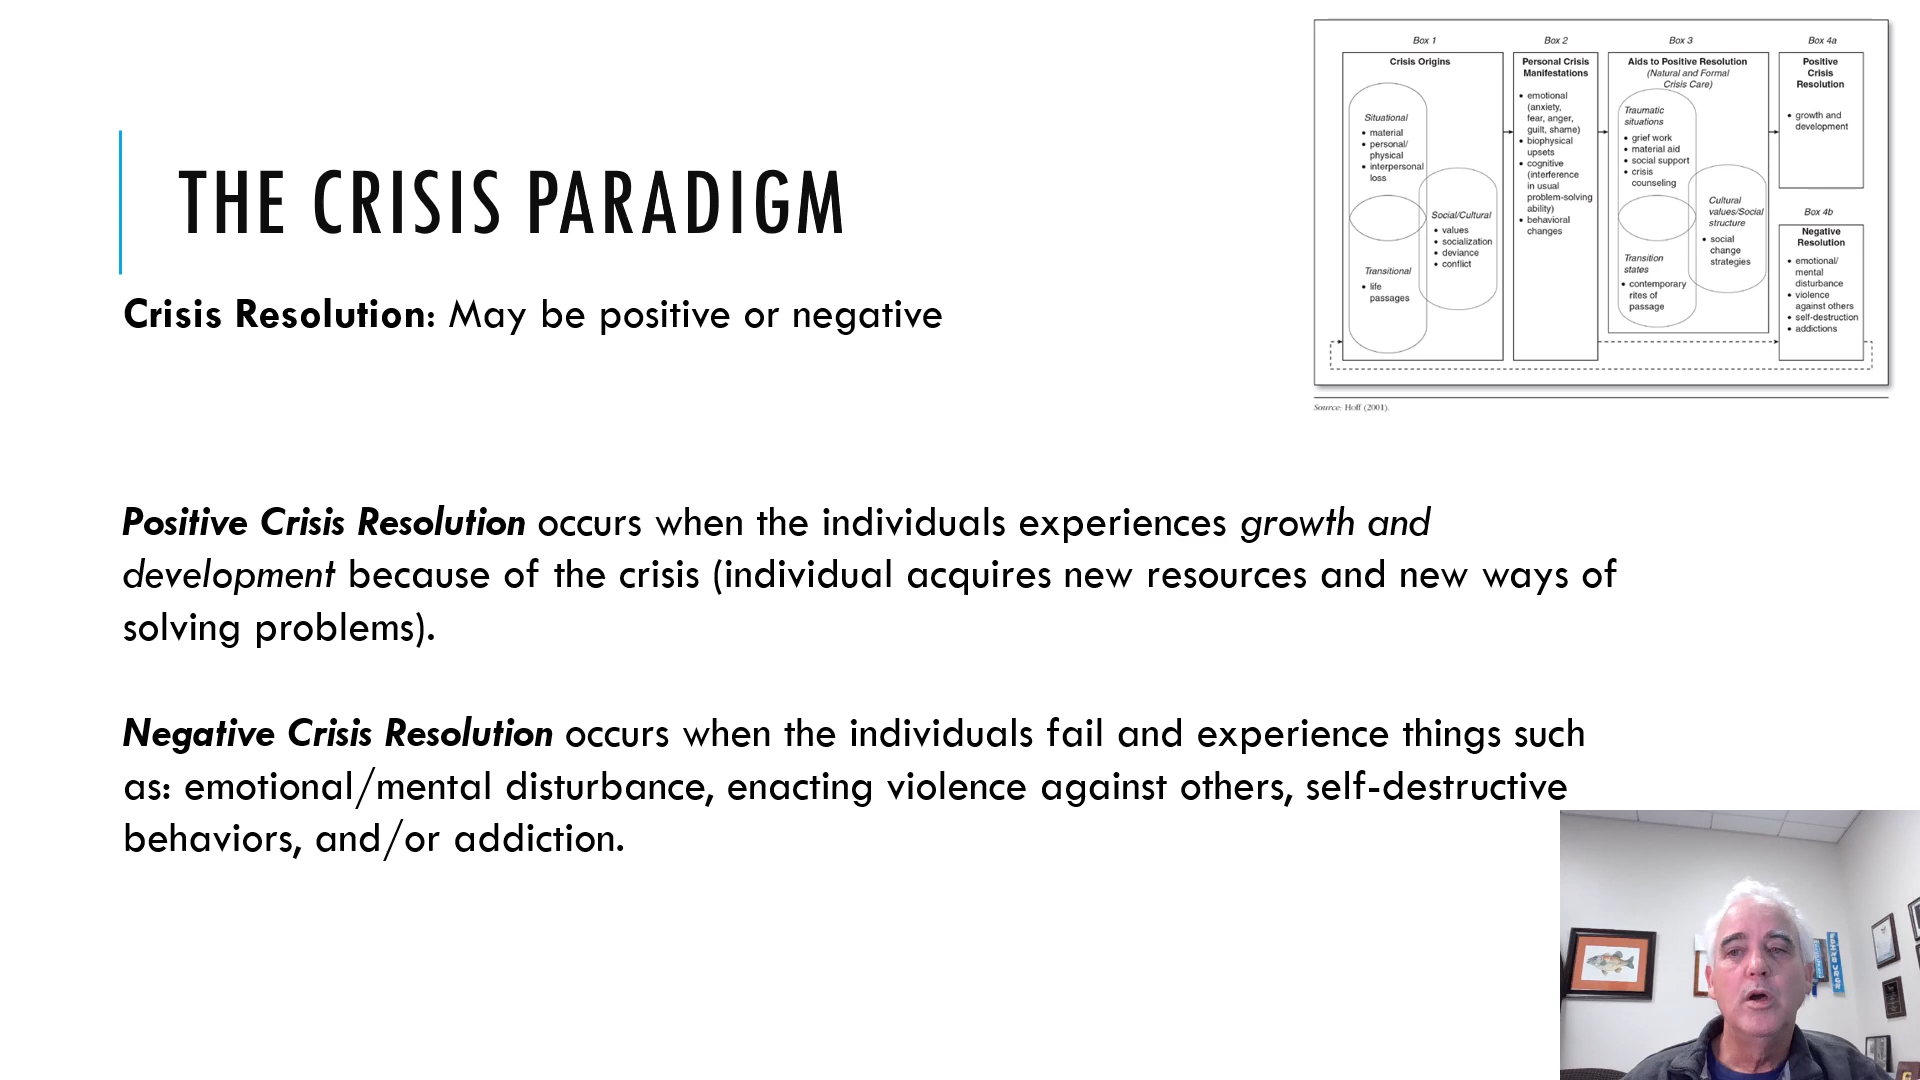 THE CRISIS PARADIGM
Crisis Resolution: May be positive or negative
Positive Crisis Resolution occurs when the individuals experiences growth and
development because of the crisis (individual acquires new resources and new ways of
solving problems).
Negative Crisis Resolution occurs when the individuals fail and experience things such
as: emotional/mental disturbance, enacting violence against others, self-destructive
behaviors, and/or addiction.
Box 1
Crisis Origins
Situational
• material
• personal/
physical
• interpersonal
loss
Social/Cultural
• values
• socialization
• deviance
• conflict
Transitional
• life
passages
Box 2
Personal Crisis
Manifestations
• emotional
(anxiety,
fear, anger,
guilt, shame)
• biophysical
upsets
• cognitive
(interference
in usual
problem-solving
ability)
• behavioral
changes
Box 3
Aids to Positive Resolution
(Natural and Formal
Crisis Care)
Traumatic
situations
• grief work
• material aid
• social support
• crisis
counseling
Cultural
values/Social
structure
• social
change
strategies
Transition
states
• contemporary
rites of
passage
Box 4a
Positive
Crisis
Resolution
• growth and
development
Box 4b
Negative
Resolution
• emotional/
mental
disturbance
• violence
against others
• self-destruction
• addictions
Source: Hoff (2001).